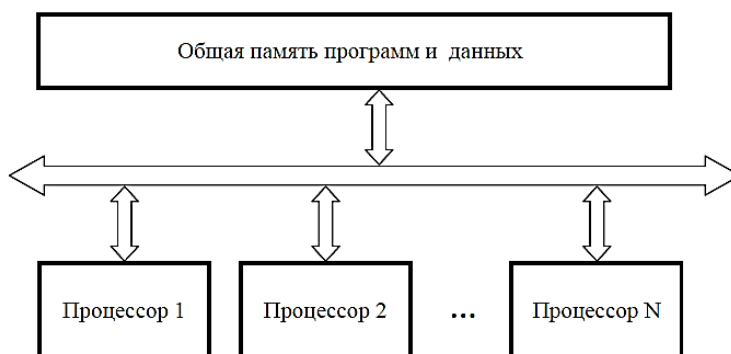 Общая память программ и данных
Процессор 1
Процессор 2
...
Процессор N